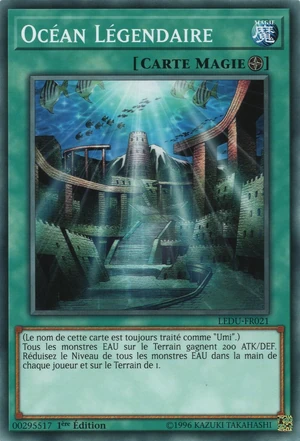 Océan Légendaire
MAGIE
魔
[Carte Magie]
LEDU-FR021
(Le nom de cette carte est toujours traité comme "Umi".)
Tous les monstres EAU sur le Terrain gagnent 200 ATK/DEF.
Réduisez le Niveau de tous les monstres EAU dans la main de
chaque joueur et sur le Terrain de 1.
00295517 1ère Edition ©1996 KAZUKI TAKAHASHI